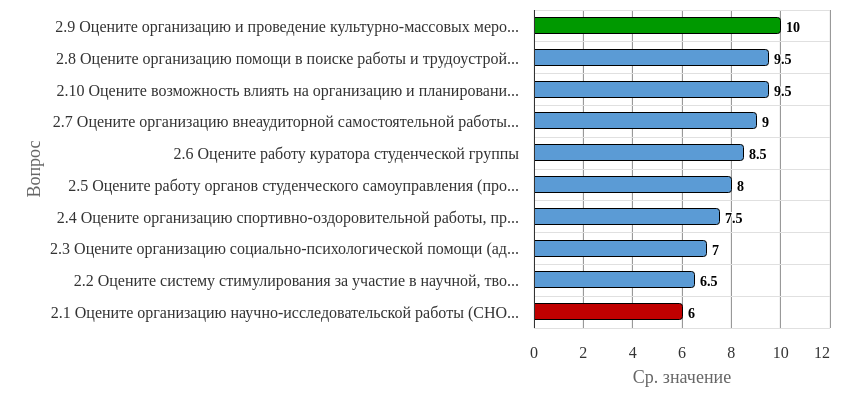 2.9 Оцените организацию и проведение культурно-массовых меро... 10
2.8 Оцените организацию помощи в поиске работы и трудоустрой... 9.5
2.10 Оцените возможность влиять на организацию и планировани... 9.5
2.7 Оцените организацию внеаудиторной самостоятельной работы... 9
2.6 Оцените работу куратора студенческой группы 8.5
2.5 Оцените работу органов студенческого самоуправления (про... 8
2.4 Оцените организацию спортивно-оздоровительной работы, пр... 7.5
2.3 Оцените организацию социально-психологической помощи (ад... 7
2.2 Оцените систему стимулирования за участие в научной, тво... 6.5
2.1 Оцените организацию научно-исследовательской работы (СНО... 6
Вопрос
0 2 4 6 8 10 12
Ср. значение